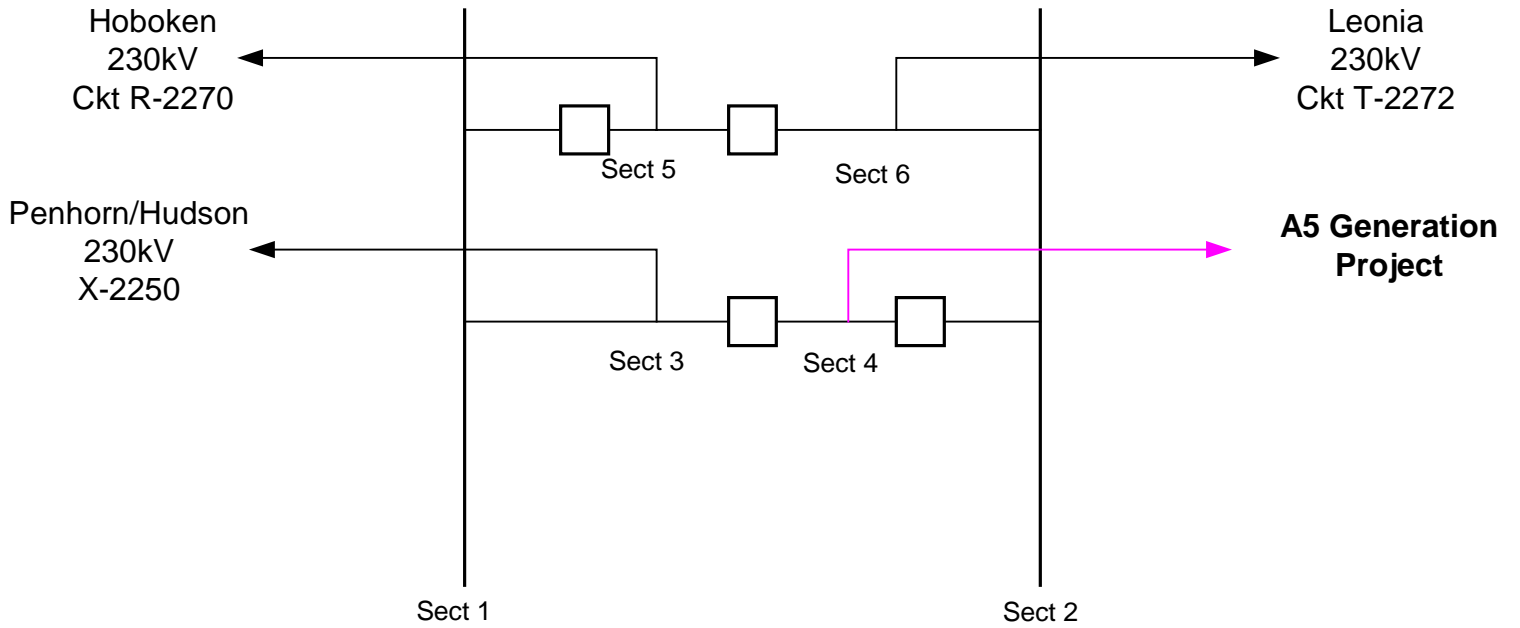 Hoboken
230kV
Ckt R-2270
Leonia
230kV
Ckt T-2272
Sect 5
Sect 6
Penhorn/Hudson
230kV
X-2250
A5 Generation
Project
Sect 3
Sect 4
Sect 1
Sect 2